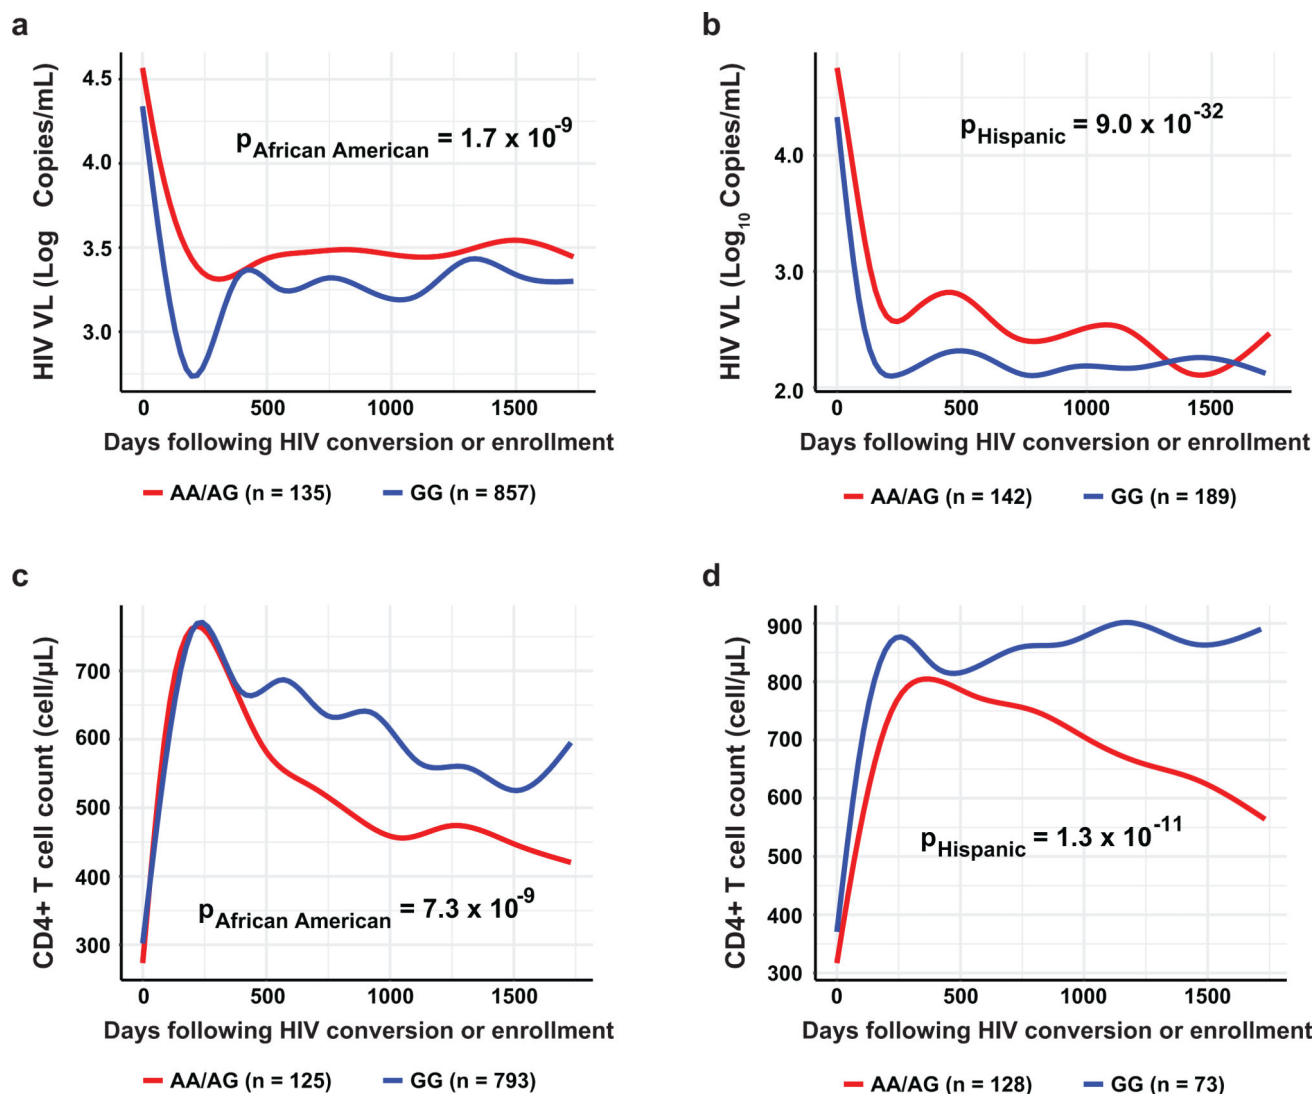 a
HIV VL (Log Copies/mL)
4.5
4.0
3.5
3.0
p African American = 1.7 x 10-9
0 500 1000 1500
Days following HIV conversion or enrollment
AA/AG (n = 135) GG (n = 857)
b
HIV VL (Log10 Copies/mL)
4.0
3.0
2.0
pHispanic = 9.0 x 10-32
0 500 1000 1500
Days following HIV conversion or enrollment
AA/AG (n = 142) GG (n = 189)
c
CD4+ T cell count (cell/µL)
700
600
500
400
300
pAfrican American = 7.3 x 10-9
0 500 1000 1500
Days following HIV conversion or enrollment
AA/AG (n = 125) GG (n = 793)
d
CD4+ T cell count (cell/µL)
900
800
700
600
500
400
300
pHispanic = 1.3 x 10-11
0 500 1000 1500
Days following HIV conversion or enrollment
AA/AG (n = 128) GG (n = 73)